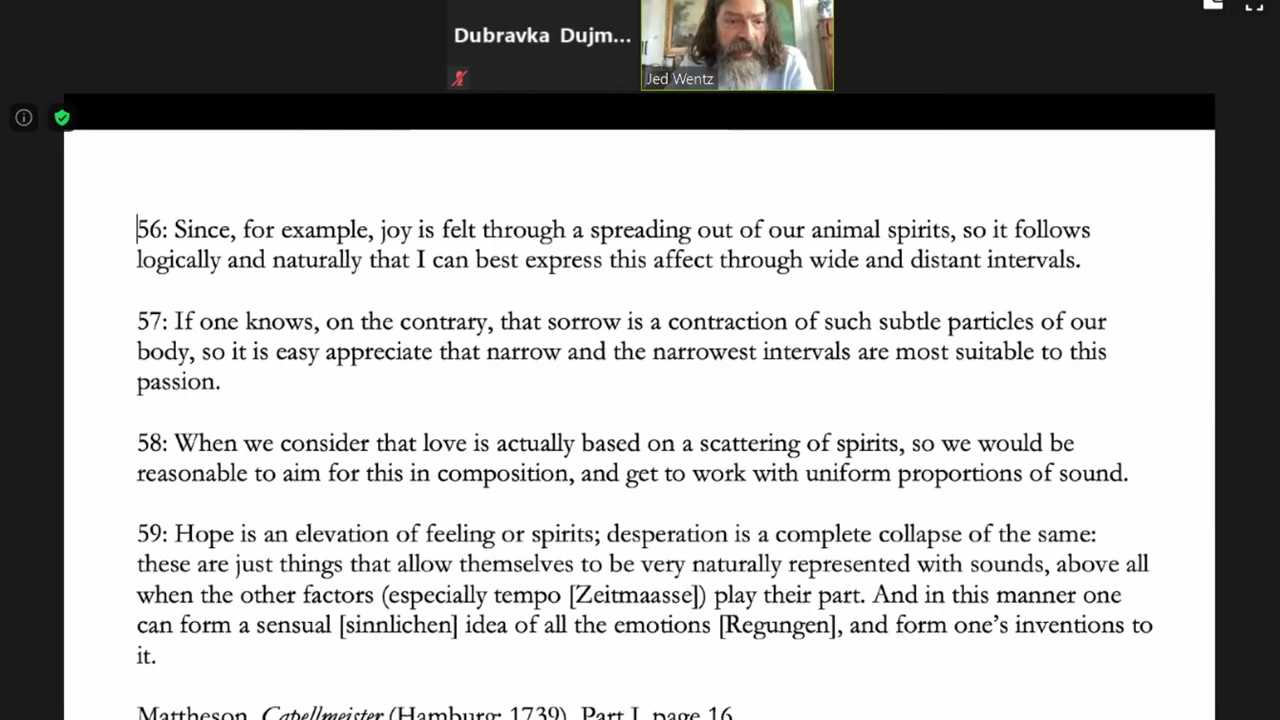 Dubravka Dujm...
Jed Wentz
56: Since, for example, joy is felt through a spreading out of our animal spirits, so it follows
logically and naturally that I can best express this affect through wide and distant intervals.
57: If one knows, on the contrary, that sorrow is a contraction of such subtle particles of our
body, so it is easy appreciate that narrow and the narrowest intervals are most suitable to this
passion.
58: When we consider that love is actually based on a scattering of spirits, so we would be
reasonable to aim for this in composition, and get to work with uniform proportions of sound.
59: Hope is an elevation of feeling or spirits; desperation is a complete collapse of the same:
these are just things that allow themselves to be very naturally represented with sounds, above all
when the other factors (especially tempo [Zeitmaasse]) play their part. And in this manner one
can form a sensual [sinnlichen] idea of all the emotions [Regungen], and form one's inventions to
it.
Mattheson, Capellmeister (Hamburg: 1739), Part I, page 16